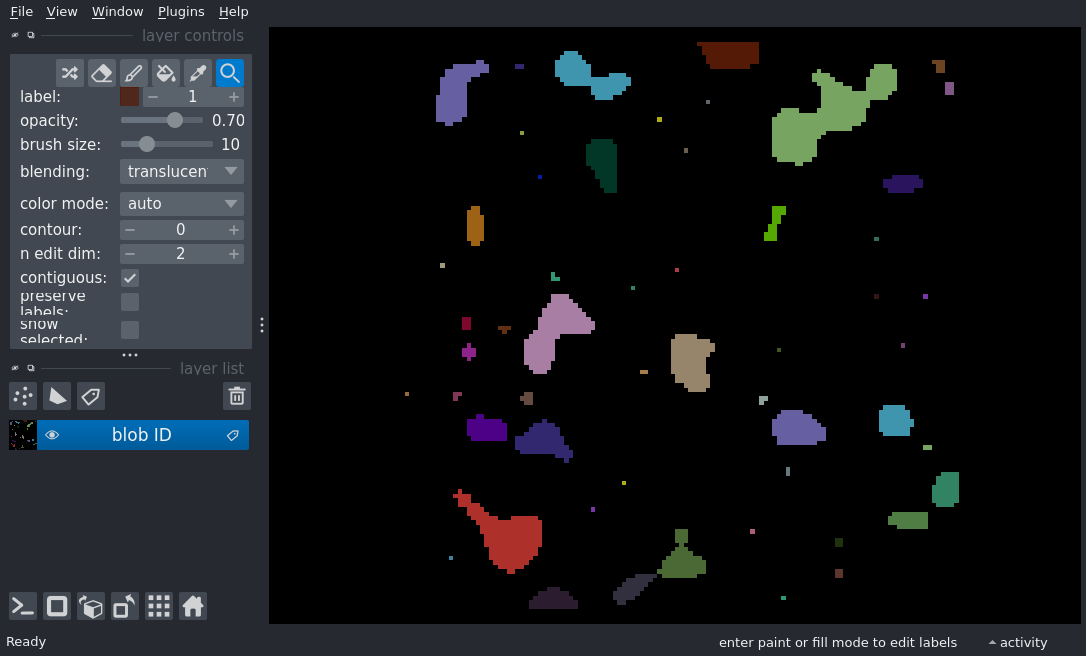 File View Window Plugins Help
layer controls
label: 1
opacity: 0.70
brush size: 10
blending: translucen
color mode: auto
contour: 0
n edit dim: 2
contiguous:
preserve
labels:
show
selected:
layer list
blob ID
Ready enter paint or fill mode to edit labels activity